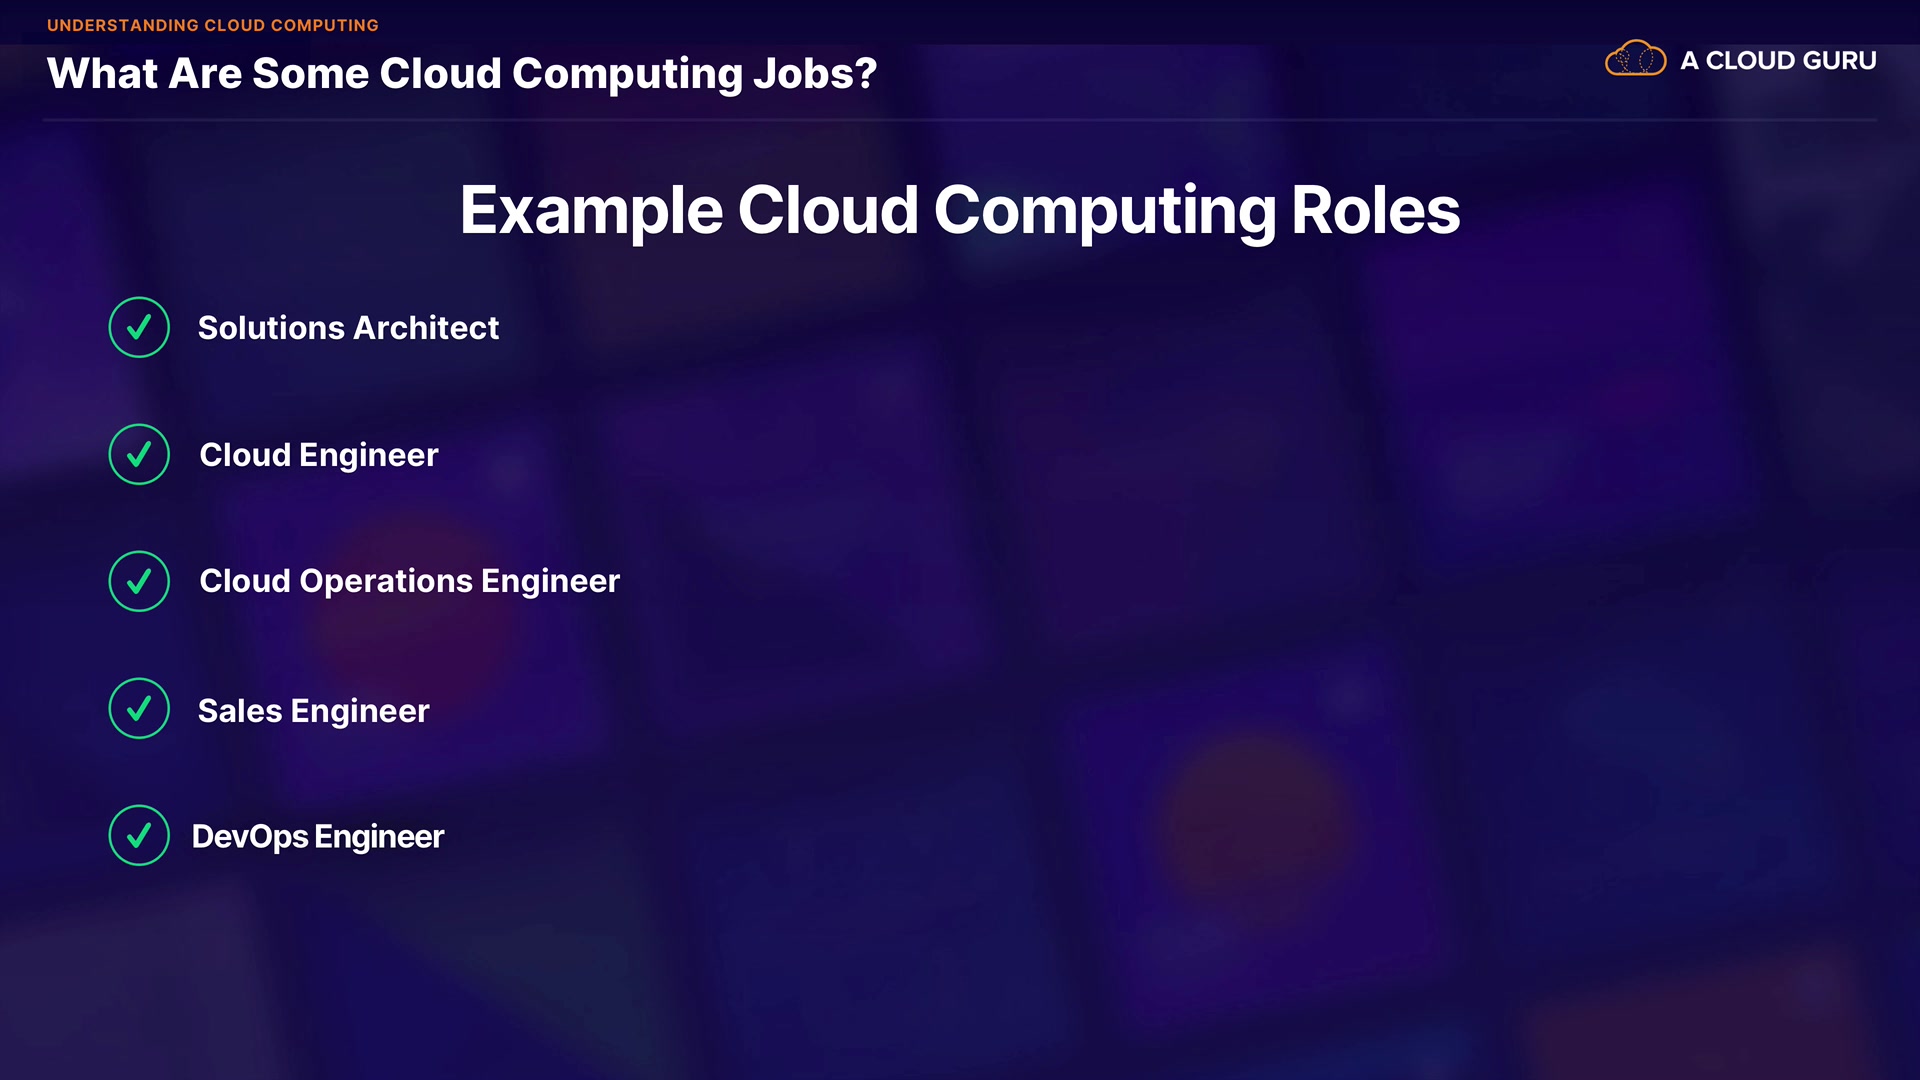 UNDERSTANDING CLOUD COMPUTING
What Are Some Cloud Computing Jobs?
A CLOUD GURU
Example Cloud Computing Roles
Solutions Architect
Cloud Engineer
Cloud Operations Engineer
Sales Engineer
DevOps Engineer